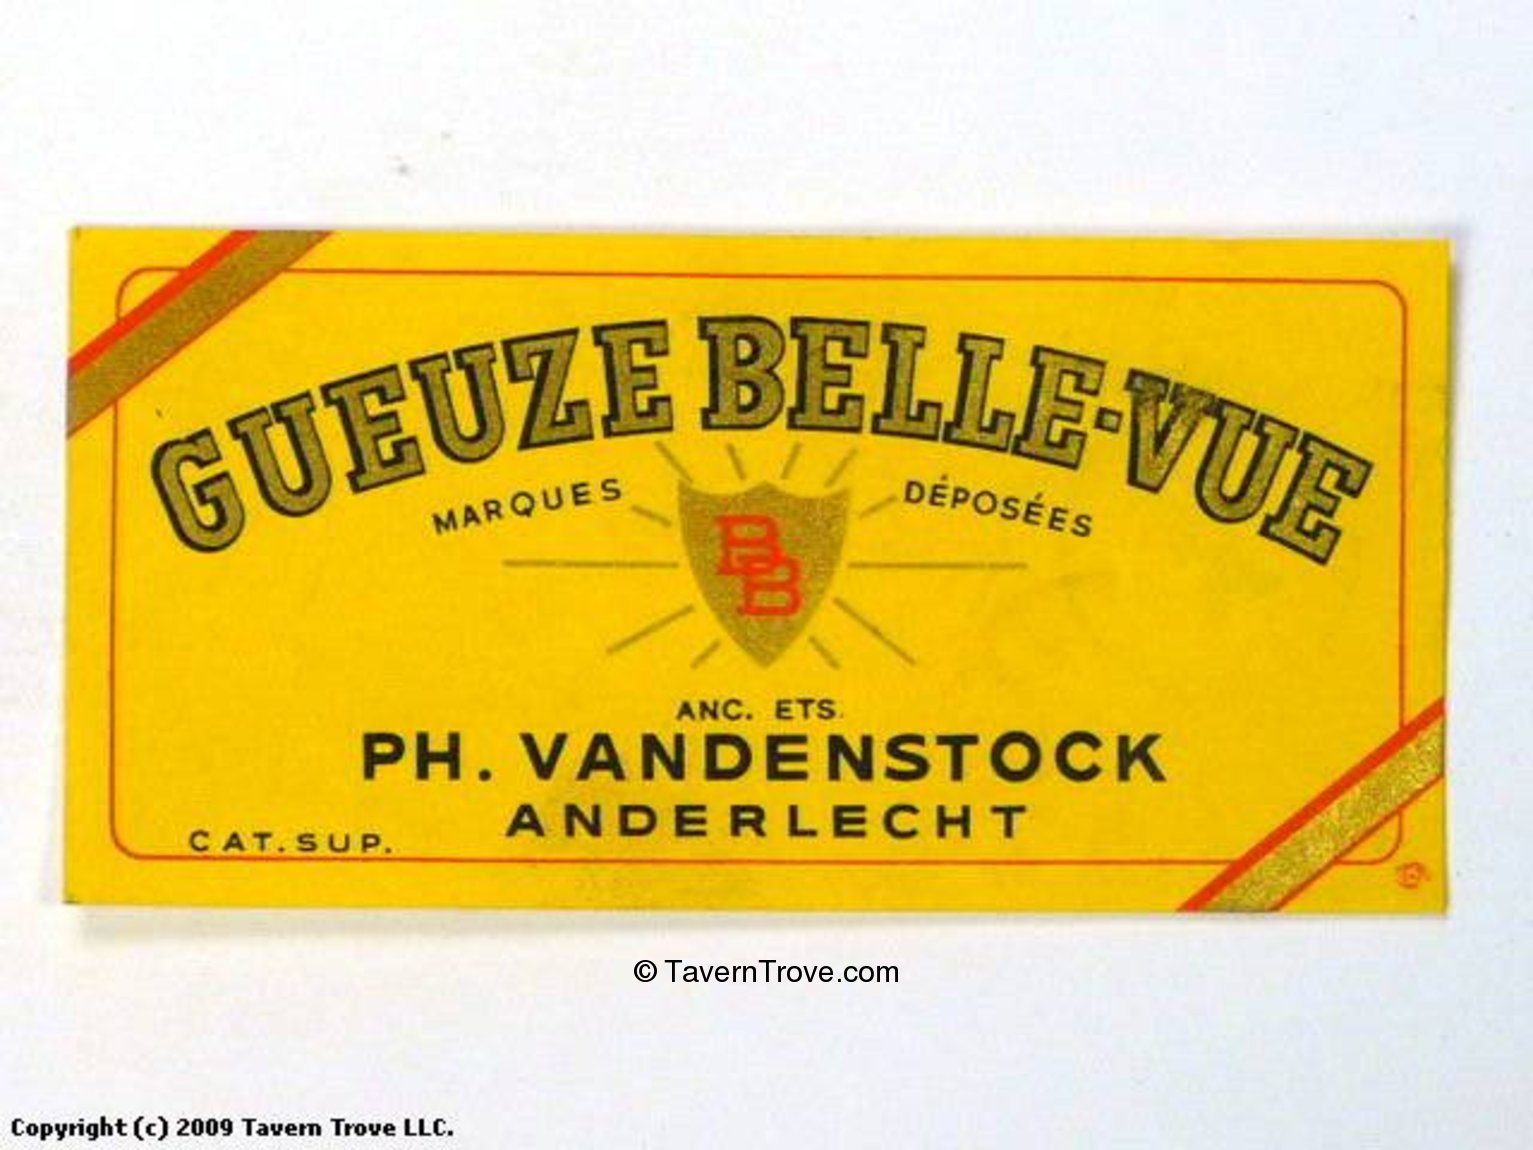 GUEUZE BELLE-VUE
MARQUES DÉPOSÉES
BB
ANC. ETS.
PH. VANDENSTOCK
ANDERLECHT
CAT. SUP.
© TavernTrove.com
Copyright (c) 2009 Tavern Trove LLC.